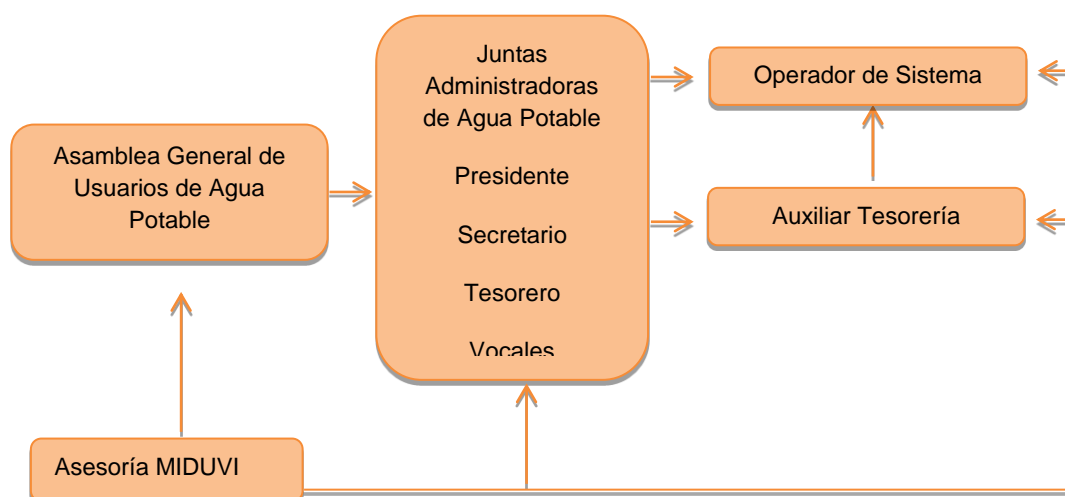 Asamblea General de
Usuarios de Agua
Potable
Juntas
Administradoras
de Agua Potable
Presidente
Secretario
Tesorero
Vocales
Operador de Sistema
Auxiliar Tesorería
Asesoría MIDUVI